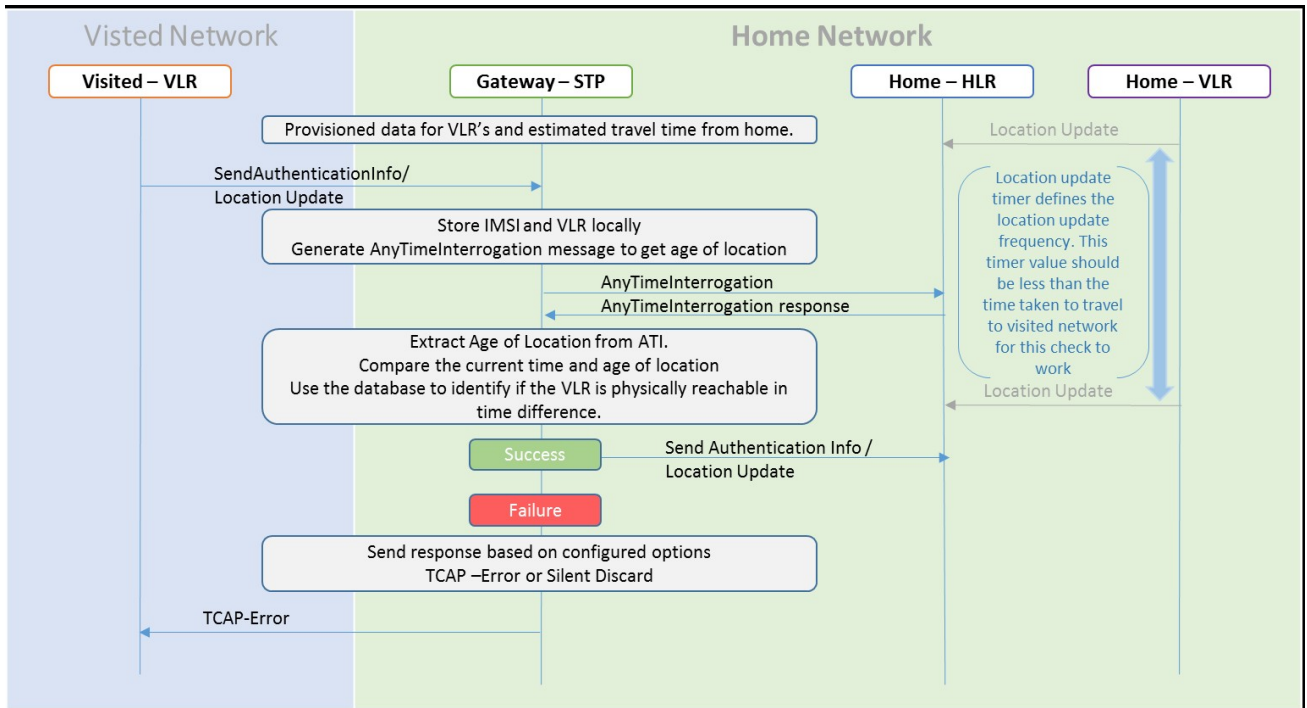 Visted Network
Home Network
Visited – VLR
Gateway – STP
Home – HLR
Home – VLR
Provisioned data for VLR's and estimated travel time from home.
Location Update
SendAuthenticationInfo/
Location Update
Store IMSI and VLR locally
Generate AnyTimeInterrogation message to get age of location
Location update
timer defines the
location update
frequency. This
timer value should
be less than the
time taken to travel
to visited network
for this check to
work
AnyTimeInterrogation
AnyTimeInterrogation response
Extract Age of Location from ATI.
Compare the current time and age of location
Use the database to identify if the VLR is physically reachable in
time difference.
Location Update
Success
Send Authentication Info /
Location Update
Failure
Send response based on configured options
TCAP –Error or Silent Discard
TCAP-Error